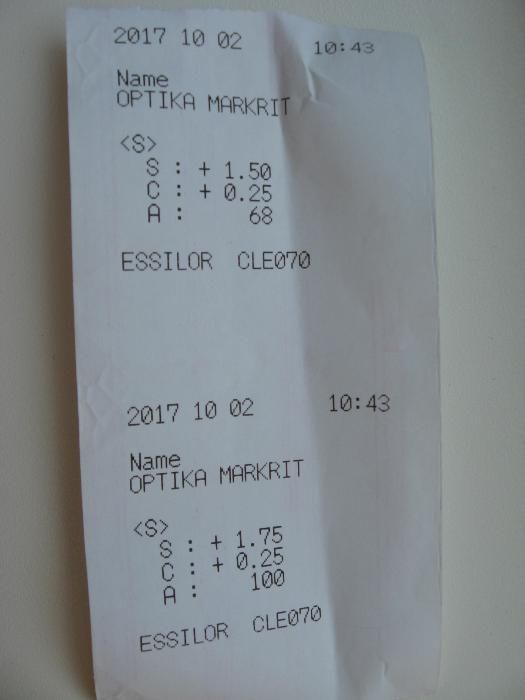 2017 10 02 10:43
Name
OPTIKA MARKRIT
<S>
S : + 1.50
C : + 0.25
A : 68
ESSILOR CLE070
2017 10 02 10:43
Name
OPTIKA MARKRIT
<S>
S : + 1.75
C : + 0.25
A : 100
ESSILOR CLE070